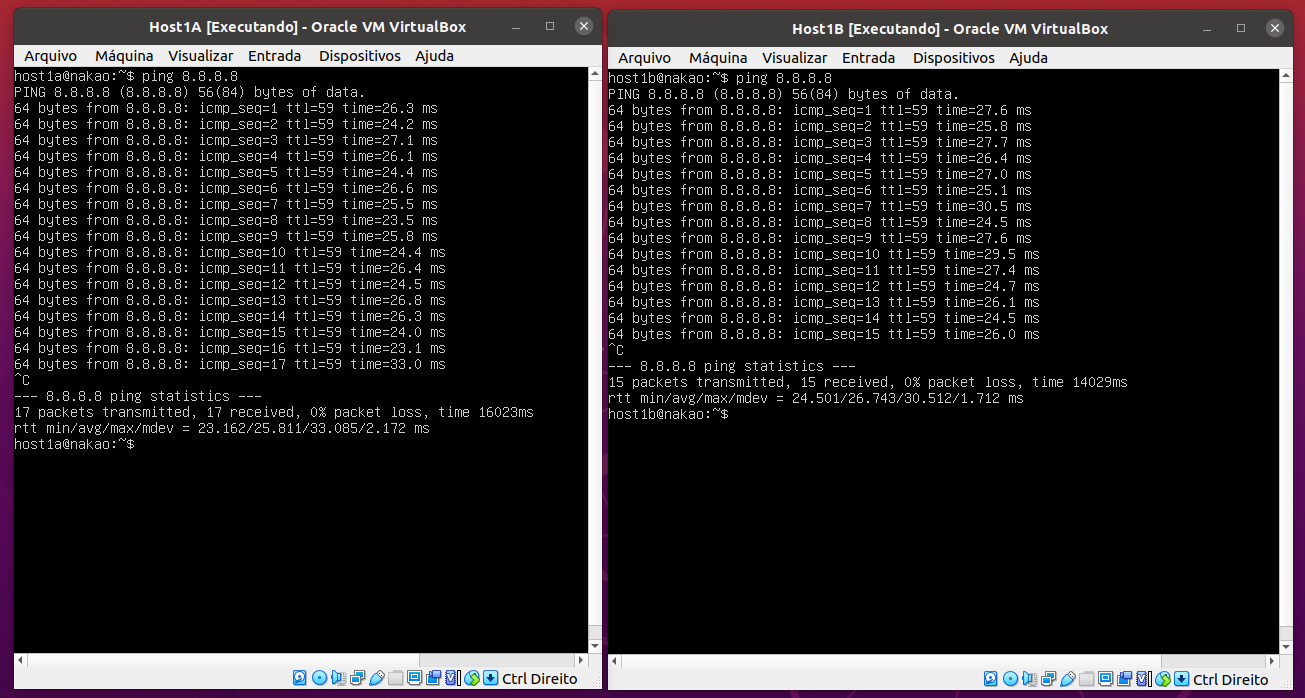 Host1A [Executando] - Oracle VM VirtualBox
Arquivo Máquina Visualizar Entrada Dispositivos Ajuda
host1a@nakao:~$ ping 8.8.8.8
PING 8.8.8.8 (8.8.8.8) 56(84) bytes of data.
64 bytes from 8.8.8.8: icmp_seq=1 ttl=59 time=26.3 ms
64 bytes from 8.8.8.8: icmp_seq=2 ttl=59 time=24.2 ms
64 bytes from 8.8.8.8: icmp_seq=3 ttl=59 time=27.1 ms
64 bytes from 8.8.8.8: icmp_seq=4 ttl=59 time=26.1 ms
64 bytes from 8.8.8.8: icmp_seq=5 ttl=59 time=24.4 ms
64 bytes from 8.8.8.8: icmp_seq=6 ttl=59 time=26.6 ms
64 bytes from 8.8.8.8: icmp_seq=7 ttl=59 time=25.5 ms
64 bytes from 8.8.8.8: icmp_seq=8 ttl=59 time=23.5 ms
64 bytes from 8.8.8.8: icmp_seq=9 ttl=59 time=25.8 ms
64 bytes from 8.8.8.8: icmp_seq=10 ttl=59 time=24.4 ms
64 bytes from 8.8.8.8: icmp_seq=11 ttl=59 time=26.4 ms
64 bytes from 8.8.8.8: icmp_seq=12 ttl=59 time=24.5 ms
64 bytes from 8.8.8.8: icmp_seq=13 ttl=59 time=26.8 ms
64 bytes from 8.8.8.8: icmp_seq=14 ttl=59 time=26.3 ms
64 bytes from 8.8.8.8: icmp_seq=15 ttl=59 time=24.0 ms
64 bytes from 8.8.8.8: icmp_seq=16 ttl=59 time=23.1 ms
64 bytes from 8.8.8.8: icmp_seq=17 ttl=59 time=33.0 ms
^C
--- 8.8.8.8 ping statistics ---
17 packets transmitted, 17 received, 0% packet loss, time 16023ms
rtt min/avg/max/mdev = 23.162/25.811/33.085/2.172 ms
host1a@nakao:~$
Ctrl Direito
Host1B [Executando] - Oracle VM VirtualBox
Arquivo Máquina Visualizar Entrada Dispositivos Ajuda
host1b@nakao:~$ ping 8.8.8.8
PING 8.8.8.8 (8.8.8.8) 56(84) bytes of data.
64 bytes from 8.8.8.8: icmp_seq=1 ttl=59 time=27.6 ms
64 bytes from 8.8.8.8: icmp_seq=2 ttl=59 time=25.8 ms
64 bytes from 8.8.8.8: icmp_seq=3 ttl=59 time=27.7 ms
64 bytes from 8.8.8.8: icmp_seq=4 ttl=59 time=26.4 ms
64 bytes from 8.8.8.8: icmp_seq=5 ttl=59 time=27.0 ms
64 bytes from 8.8.8.8: icmp_seq=6 ttl=59 time=25.1 ms
64 bytes from 8.8.8.8: icmp_seq=7 ttl=59 time=30.5 ms
64 bytes from 8.8.8.8: icmp_seq=8 ttl=59 time=24.5 ms
64 bytes from 8.8.8.8: icmp_seq=9 ttl=59 time=27.6 ms
64 bytes from 8.8.8.8: icmp_seq=10 ttl=59 time=29.5 ms
64 bytes from 8.8.8.8: icmp_seq=11 ttl=59 time=27.4 ms
64 bytes from 8.8.8.8: icmp_seq=12 ttl=59 time=24.7 ms
64 bytes from 8.8.8.8: icmp_seq=13 ttl=59 time=26.1 ms
64 bytes from 8.8.8.8: icmp_seq=14 ttl=59 time=24.5 ms
64 bytes from 8.8.8.8: icmp_seq=15 ttl=59 time=26.0 ms
^C
--- 8.8.8.8 ping statistics ---
15 packets transmitted, 15 received, 0% packet loss, time 14029ms
rtt min/avg/max/mdev = 24.501/26.743/30.512/1.712 ms
host1b@nakao:~$
Ctrl Direito